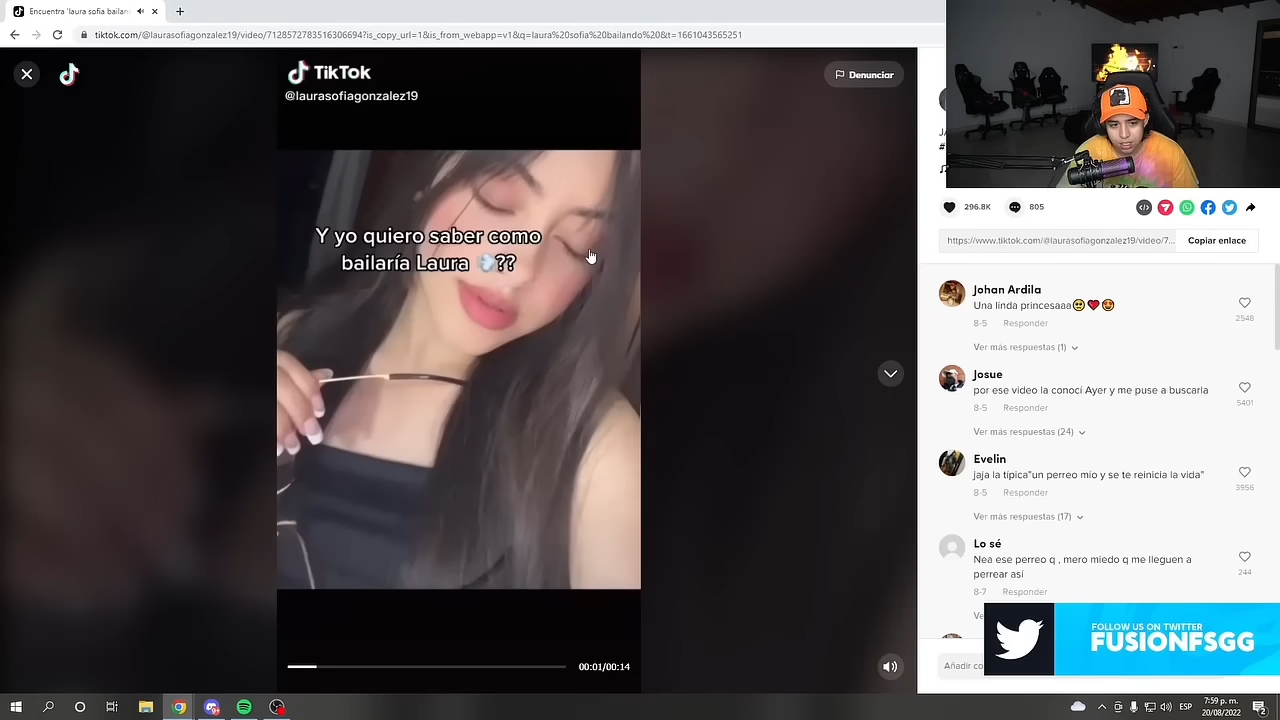 Encuentra 'laura sofia bailan
tiktok.com/@laurasofiagonzalez19/video/7128572783516306694?is_copy_url=1&is_from_webapp=v1&q=laura%20sofia%20bailando%20&t=1661043565251
TikTok
@laurasofiagonzalez19
Denunciar
Y yo quiero saber como
bailaría Laura 💨??
00:01/00:14
296.8K
805
https://www.tiktok.com/@laurasofiagonzalez19/video/7...
Copiar enlace
Johan Ardila
Una linda princesaaa🥺❤️😍
2548
8-5 Responder
Ver más respuestas (1)
Josue
por ese video la conocí Ayer y me puse a buscarla
5401
8-5 Responder
Ver más respuestas (24)
Evelin
jaja la típica"un perreo mío y se te reinicia la vida"
3956
8-5 Responder
Ver más respuestas (17)
Lo sé
Nea ese perreo q , mero miedo q me lleguen a
perrear así
244
8-7 Responder
Ve
Añadir co
FOLLOW US ON TWITTER
FUSIONFSGG
ESP
7:59 p. m.
20/08/2022
2